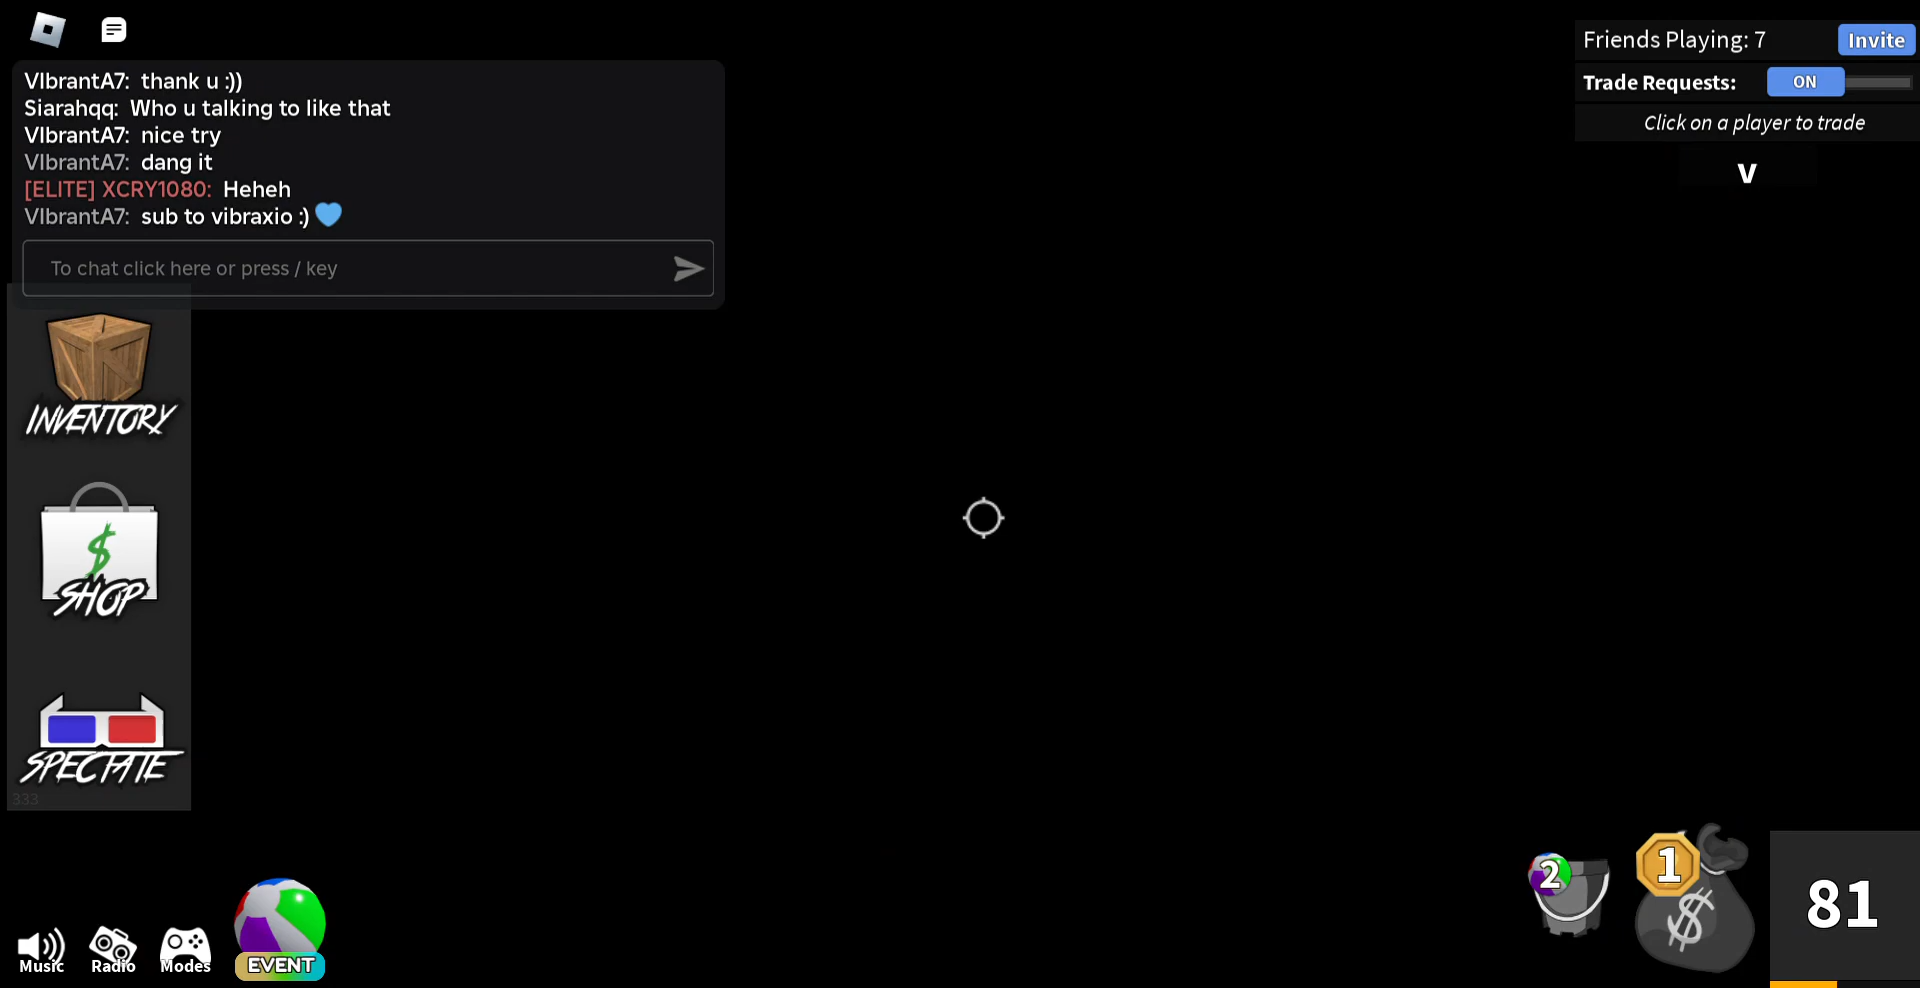 VIbrantA7: thank u :))
Siarahqq: Who u talking to like that
VIbrantA7: nice try
VIbrantA7: dang it
[ELITE] XCRY1080: Heheh
VIbrantA7: sub to vibraxio :) 💙
To chat click here or press / key
Friends Playing: 7
Invite
Trade Requests:
ON
Click on a player to trade
v
INVENTORY
$
SHOP
SPECTATE
333
Music
Radio
Modes
EVENT
2
1
$
81